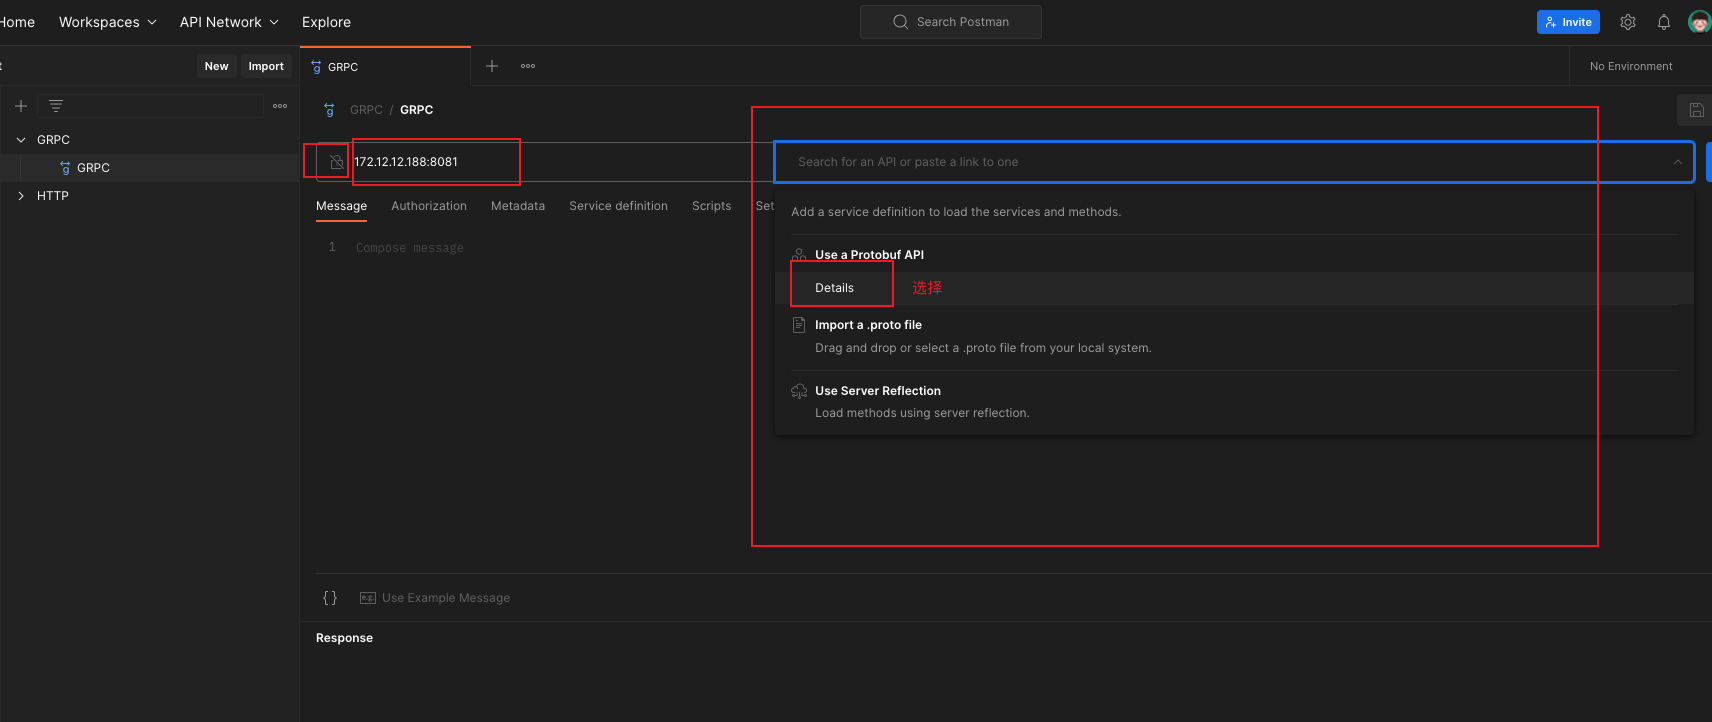 Home Workspaces API Network Explore Search Postman Invite
t New Import GRPC No Environment
GRPC / GRPC
GRPC
172.12.12.188:8081 Search for an API or paste a link to one
GRPC
HTTP
Message Authorization Metadata Service definition Scripts Set
Add a service definition to load the services and methods.
1 Compose message
Use a Protobuf API
Details 选择
Import a .proto file
Drag and drop or select a .proto file from your local system.
Use Server Reflection
Load methods using server reflection.
{} e.g. Use Example Message
Response